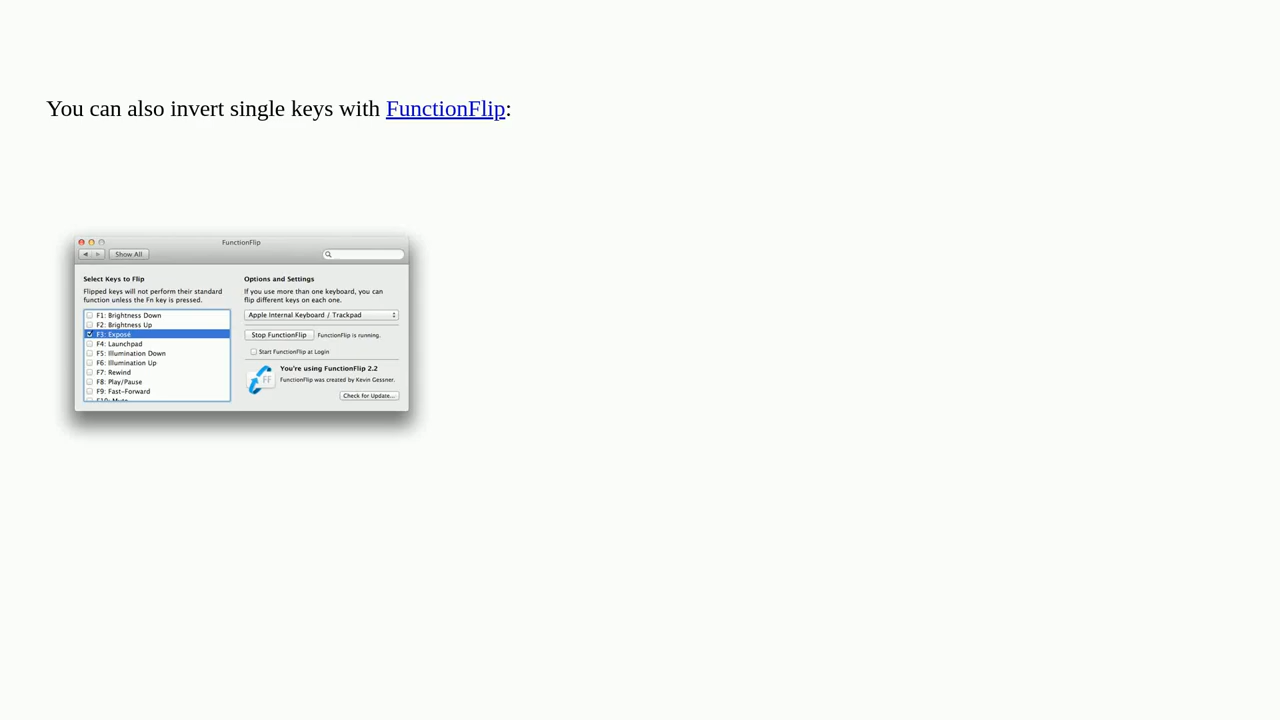 You can also invert single keys with FunctionFlip:
FunctionFlip
Show All
Select Keys to Flip
Flipped keys will not perform their standard
function unless the Fn key is pressed.
F1: Brightness Down
F2: Brightness Up
F3: Exposé
F4: Launchpad
F5: Illumination Down
F6: Illumination Up
F7: Rewind
F8: Play/Pause
F9: Fast-Forward
F10: Mute
Options and Settings
If you use more than one keyboard, you can
flip different keys on each one.
Apple Internal Keyboard / Trackpad
Stop FunctionFlip FunctionFlip is running.
Start FunctionFlip at Login
FF
You're using FunctionFlip 2.2
FunctionFlip was created by Kevin Gessner.
Check for Update...